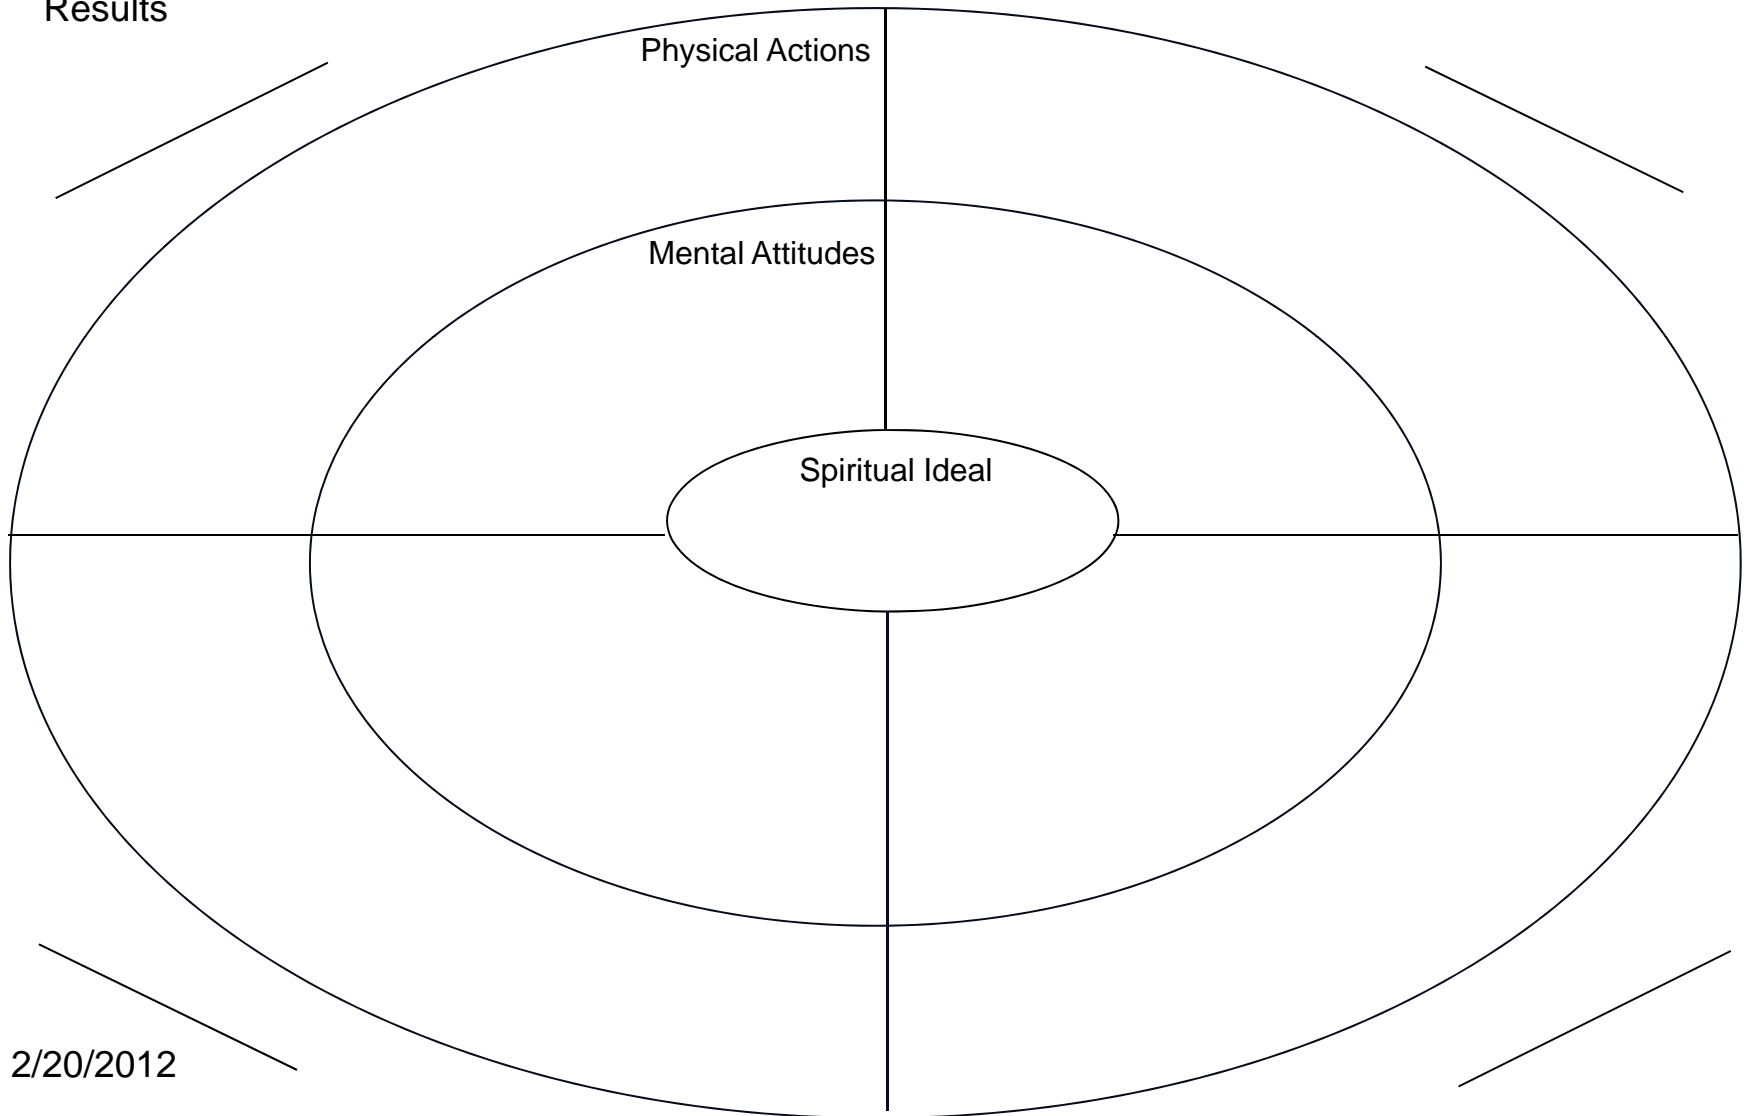 Results
Physical Actions
Mental Attitudes
Spiritual Ideal
2/20/2012